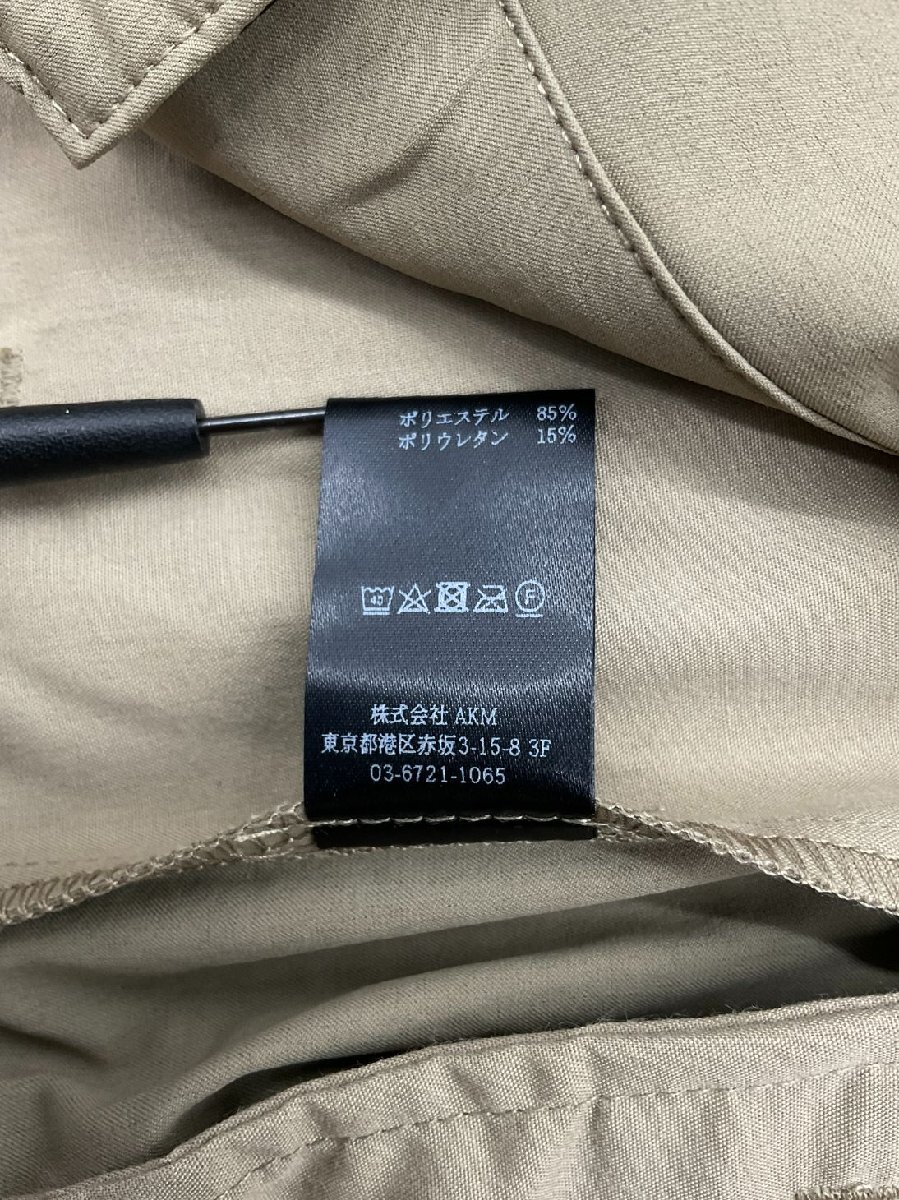 ポリエステル 85%
ポリウレタン 15%
40 F
株式会社 AKM
東京都港区赤坂3-15-8 3F
03-6721-1065